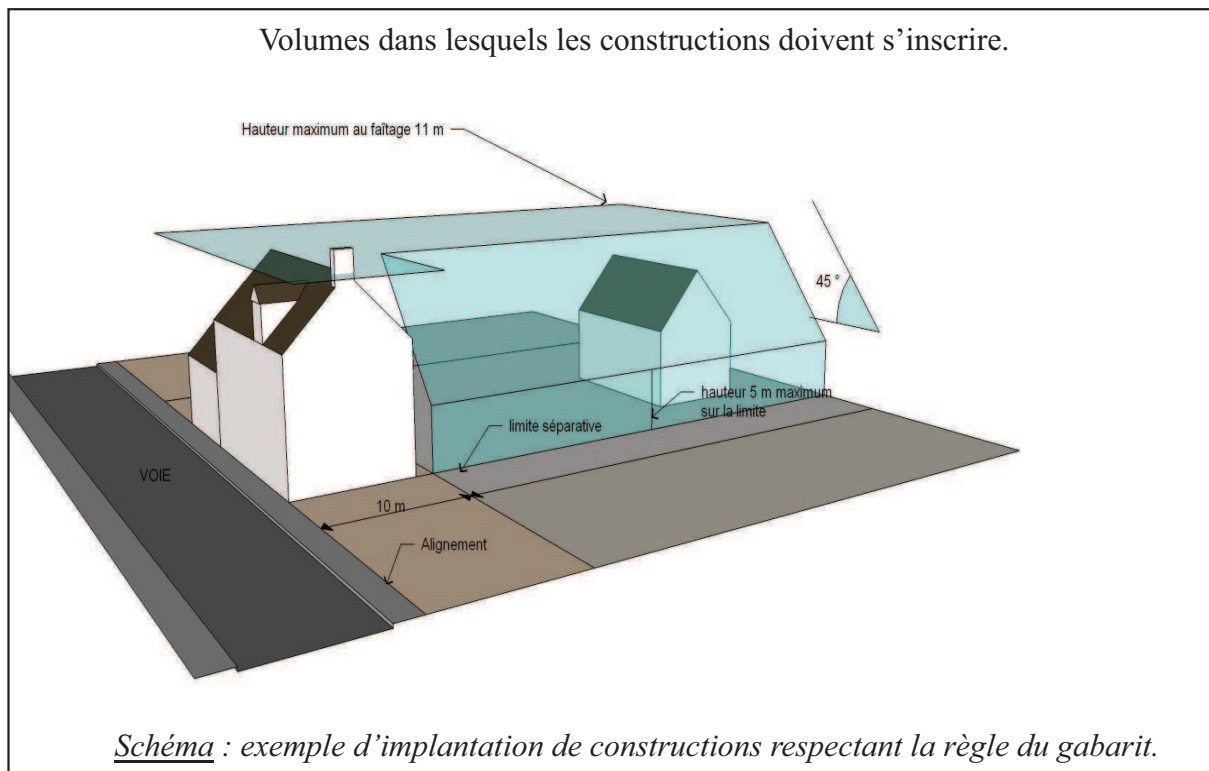 Volumes dans lesquels les constructions doivent s’inscrire.
Hauteur maximum au faîtage 11 m
45 °
hauteur 5 m maximum
sur la limite
limite séparative
VOIE
10 m
Alignement
Schéma : exemple d’implantation de constructions respectant la règle du gabarit.